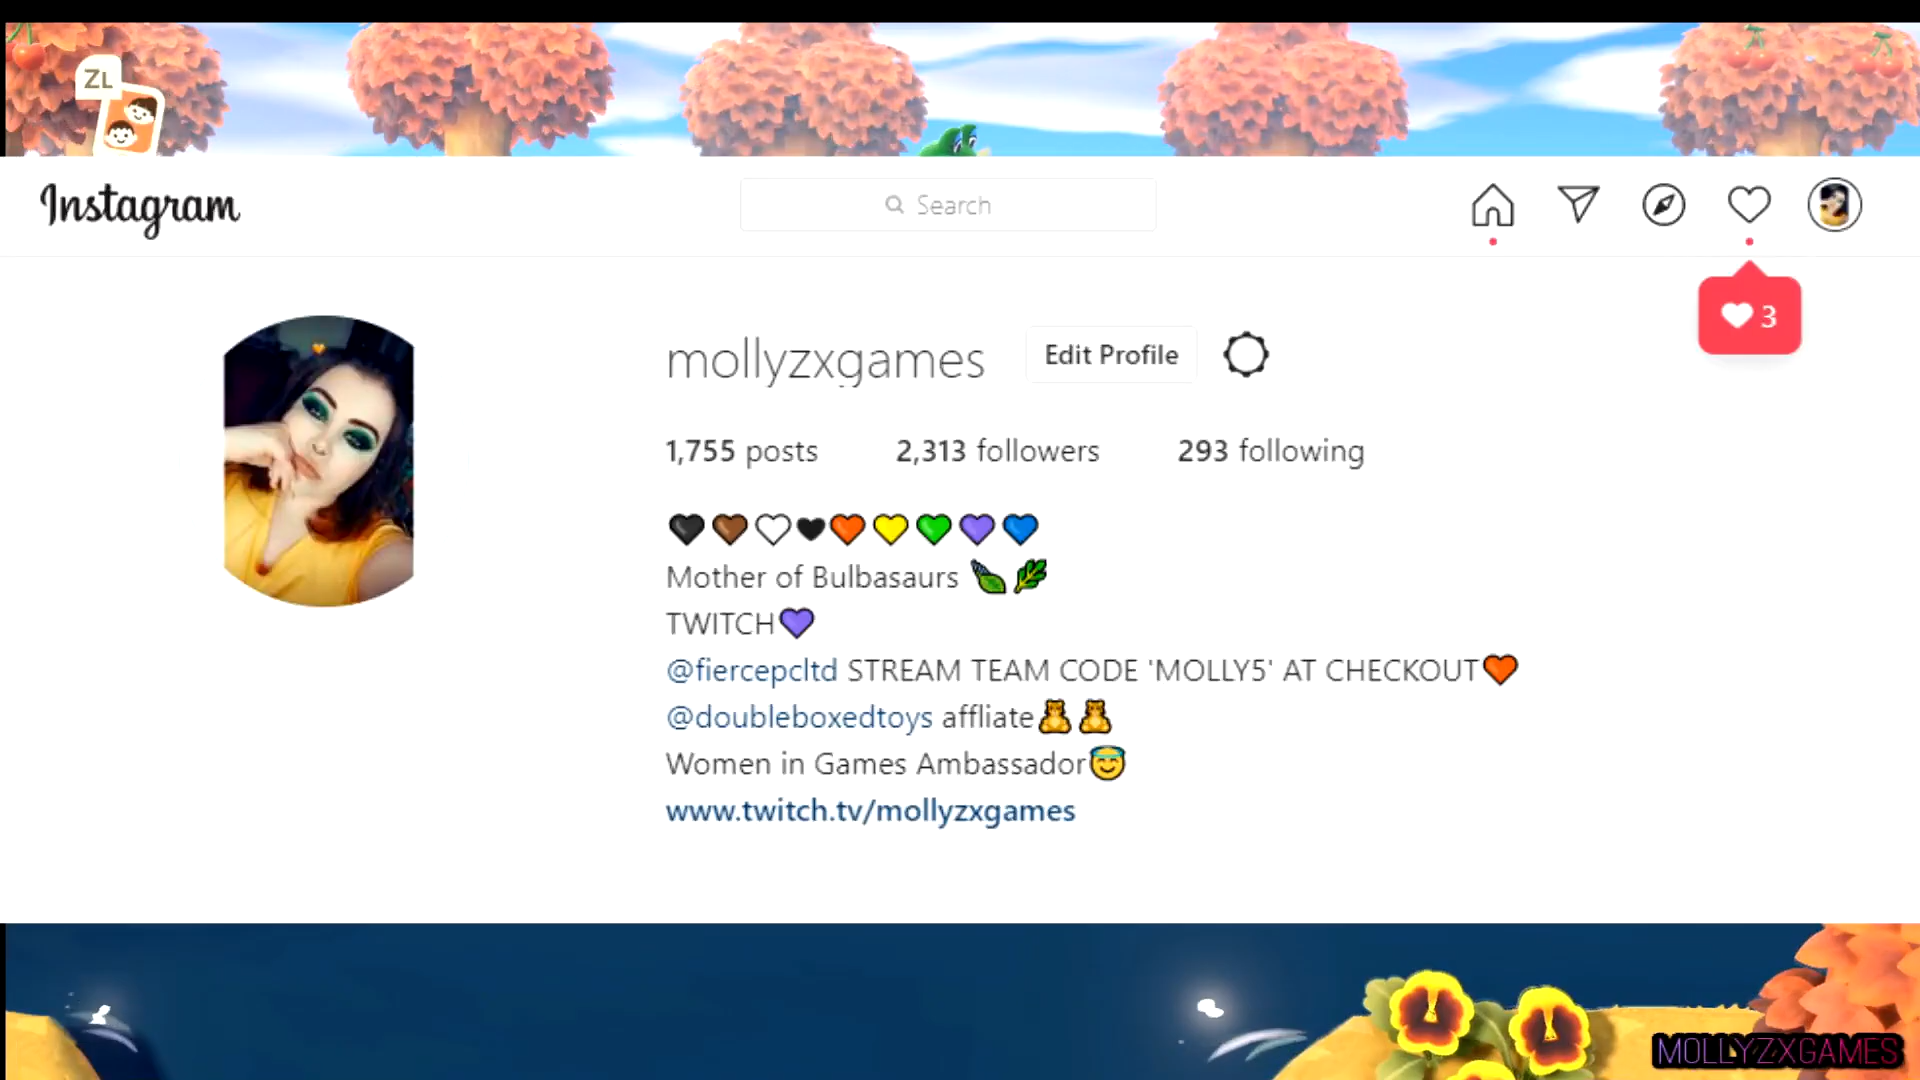 ZL
Instagram
Search
3
mollyzxgames Edit Profile
1,755 posts 2,313 followers 293 following
🖤🤎🤍🖤🧡💛💚💜💙
Mother of Bulbasaurs 🍃🌿
TWITCH💜
@fiercepcltd STREAM TEAM CODE 'MOLLY5' AT CHECKOUT🧡
@doubleboxedtoys affliate🧸🧸
Women in Games Ambassador😇
www.twitch.tv/mollyzxgames
MOLLYZXGAMES